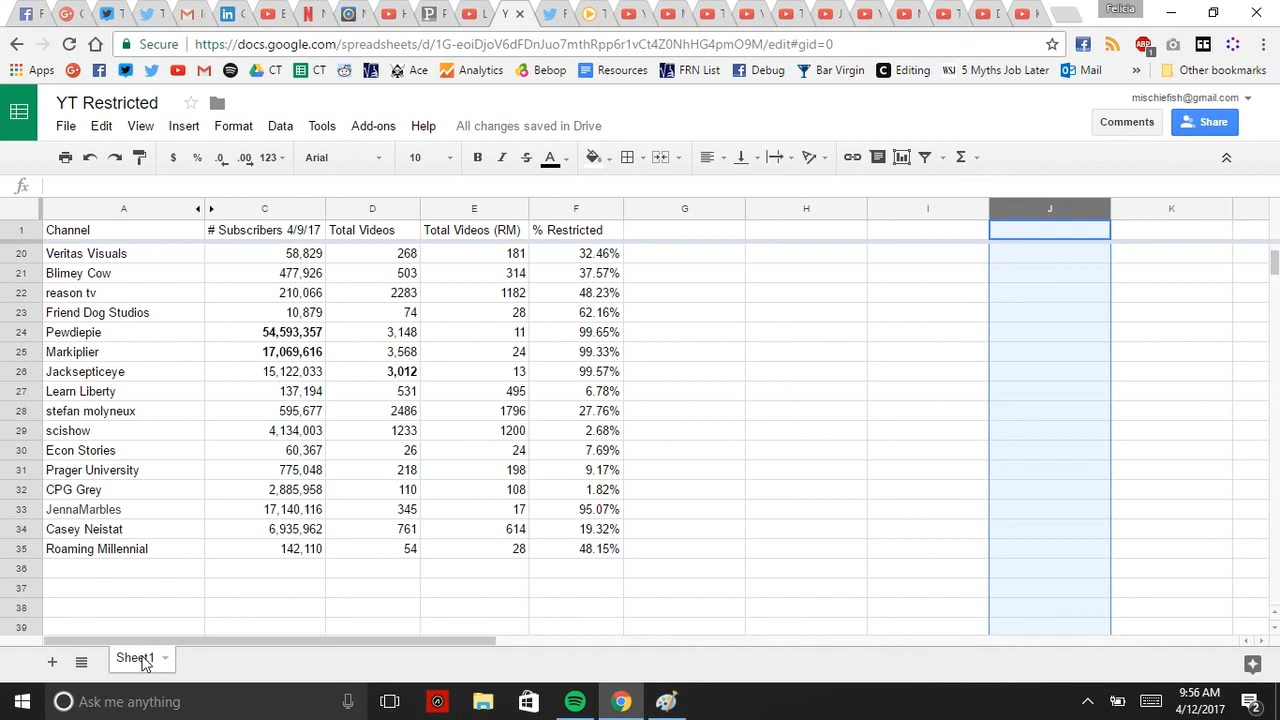 Felicia
Secure https://docs.google.com/spreadsheets/d/1G-eoiDjoV6dFDnJuo7mthRpp6r1vCt4Z0NhHG4pmO9M/edit#gid=0
Apps CT CT Ace Analytics Bebop Resources FRN List Debug For Virgin Editing WSJ 5 Myths Job Later Mail » Other bookmarks
YT Restricted
mischiefish@gmail.com
File Edit View Insert Format Data Tools Add-ons Help All changes saved in Drive
Comments Share
$ % .0 .00 123 Arial 10 B I S A
fx
A C D E F G H I J K
1 Channel # Subscribers 4/9/17 Total Videos Total Videos (RM) % Restricted
20 Veritas Visuals 58,829 268 181 32.46%
21 Blimey Cow 477,926 503 314 37.57%
22 reason tv 210,066 2283 1182 48.23%
23 Friend Dog Studios 10,879 74 28 62.16%
24 Pewdiepie 54,593,357 3,148 11 99.65%
25 Markiplier 17,069,616 3,568 24 99.33%
26 Jacksepticeye 15,122,033 3,012 13 99.57%
27 Learn Liberty 137,194 531 495 6.78%
28 stefan molyneux 595,677 2486 1796 27.76%
29 scishow 4,134,003 1233 1200 2.68%
30 Econ Stories 60,367 26 24 7.69%
31 Prager University 775,048 218 198 9.17%
32 CPG Grey 2,885,958 110 108 1.82%
33 JennaMarbles 17,140,116 345 17 95.07%
34 Casey Neistat 6,935,962 761 614 19.32%
35 Roaming Millennial 142,110 54 28 48.15%
36
37
38
39
Sheet1
Ask me anything
9:56 AM
4/12/2017
2